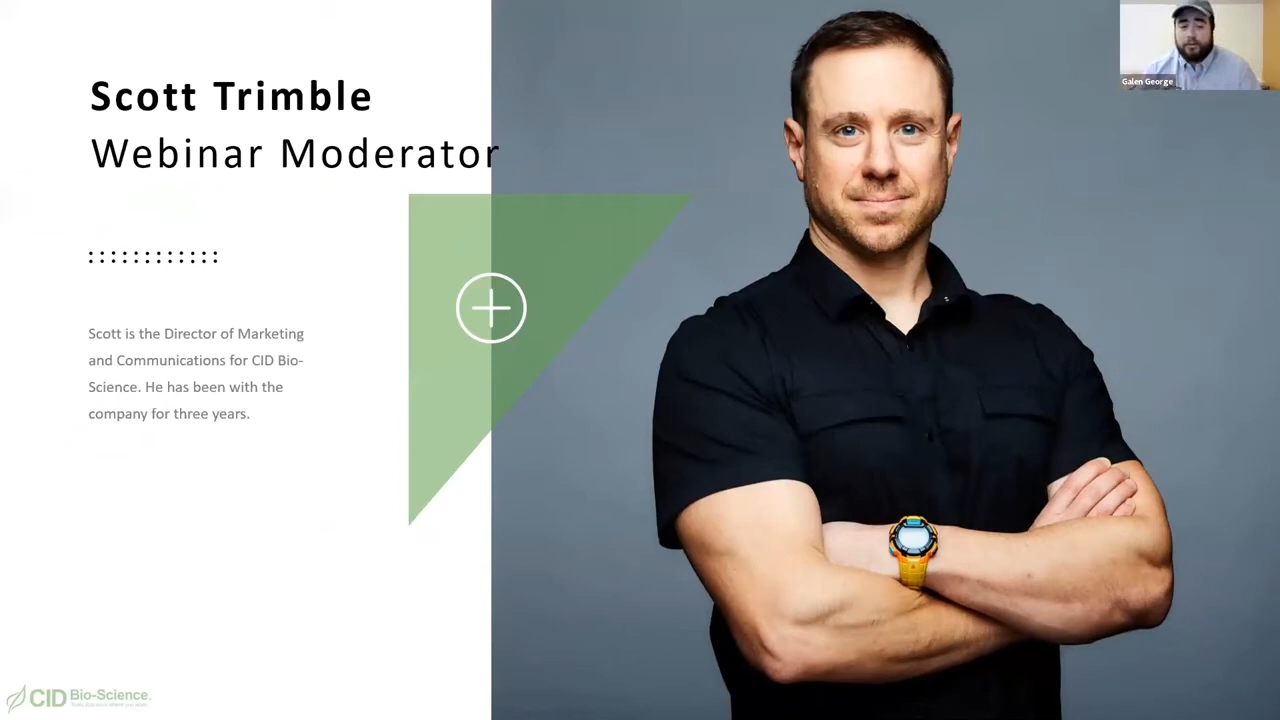 Scott Trimble
Webinar Moderator
Scott is the Director of Marketing
and Communications for CID Bio-
Science. He has been with the
company for three years.
Galen George
CID Bio-Science.